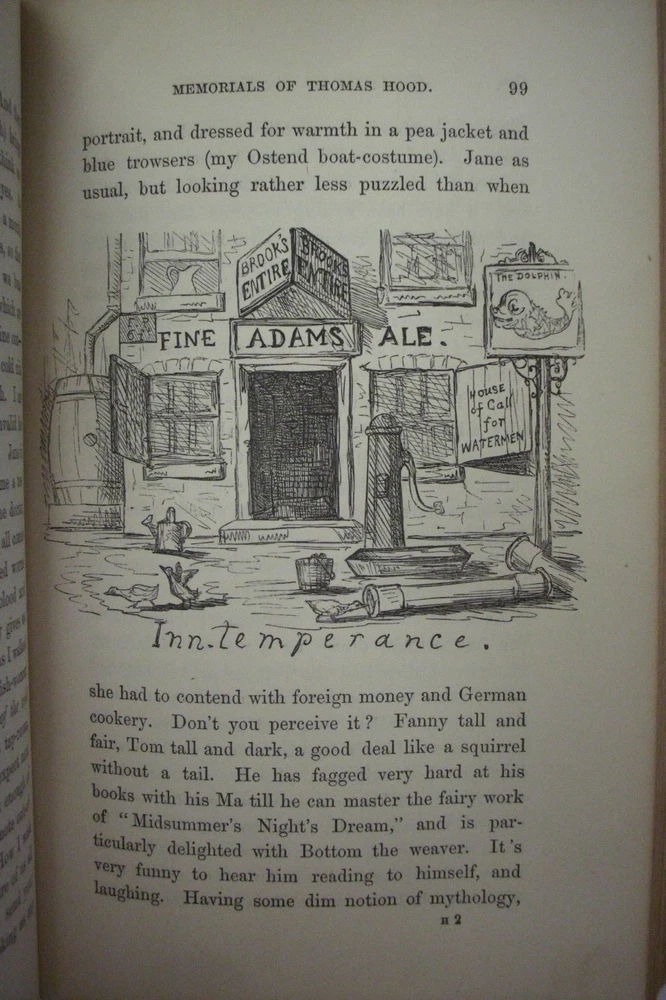 MEMORIALS OF THOMAS HOOD.
99
portrait, and dressed for warmth in a pea jacket and
blue trowsers (my Ostend boat-costume). Jane as
usual, but looking rather less puzzled than when
BROOK'S
ENTIRE
BROOKS
ENTIRE
THE DOLPHIN.
FINE ADAMS ALE.
HOUSE
of Call
for
WATERMEN
Inn-temperance.
she had to contend with foreign money and German
cookery. Don't you perceive it? Fanny tall and
fair, Tom tall and dark, a good deal like a squirrel
without a tail. He has fagged very hard at his
books with his Ma till he can master the fairy work
of "Midsummer's Night's Dream," and is par-
ticularly delighted with Bottom the weaver. It's
very funny to hear him reading to himself, and
laughing. Having some dim notion of mythology,
H 2